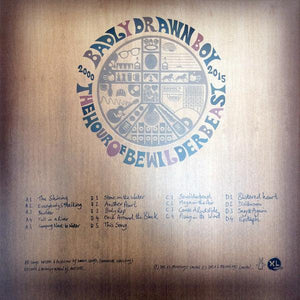 BADLY DRAWN BOY
2000 2015
THE HOUR OF BEWILDERBEAST
A1 The Shining
A2 Everybody's Stalking
A3 Bewilder
A4 Fall in a River
A5 Camping Next to Water
B1 Stone on the Water
B2 Another Pearl
B3 Body Rap
B4 Once Around the Block
B5 This Song
C1 Bewilderbeast
C2 Magic in the Air
C3 Cause a Rockslide
C4 Pissing in the Wind
D1 Blistered Heart
D2 Disillusion
D3 Say It Again
D4 Epitaph
XL